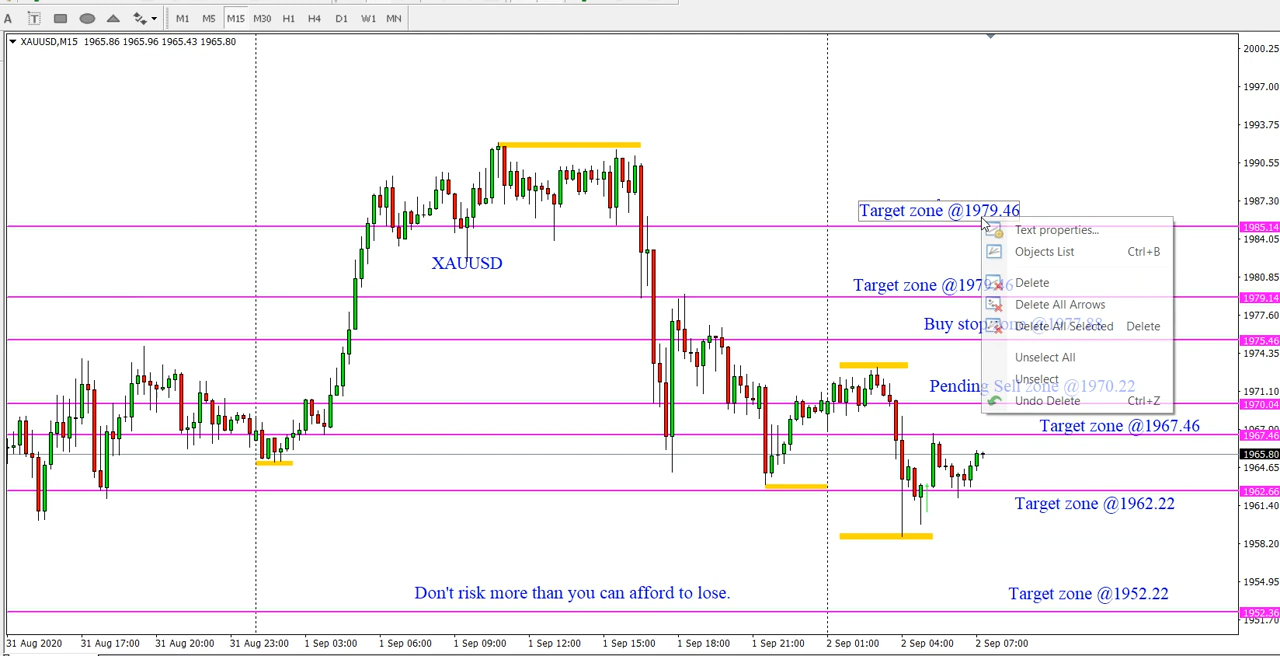 A T M1 M5 M15 M30 H1 H4 D1 W1 MN
XAUUSD,M15 1965.86 1965.96 1965.43 1965.80
2000.25
1997.00
1993.75
1990.55
1987.30
Target zone @1979.46
1985.14
Text properties...
1984.05
Objects List Ctrl+B
XAUUSD
1980.85
Delete
Target zone @1979.46
1979.14
Delete All Arrows
1977.60
Buy stop zone @1977.88
Delete All Selected Delete
1975.46
1974.35
Unselect All
Unselect
Pending Sell zone @1970.22
1971.10
Undo Delete Ctrl+Z
1970.04
Target zone @1967.46
1967.46
1965.80
1964.65
1962.66
Target zone @1962.22
1961.40
1958.20
1954.95
Don't risk more than you can afford to lose.
Target zone @1952.22
1952.36
1951.70
31 Aug 2020 31 Aug 17:00 31 Aug 20:00 31 Aug 23:00 1 Sep 03:00 1 Sep 06:00 1 Sep 09:00 1 Sep 12:00 1 Sep 15:00 1 Sep 18:00 1 Sep 21:00 2 Sep 01:00 2 Sep 04:00 2 Sep 07:00